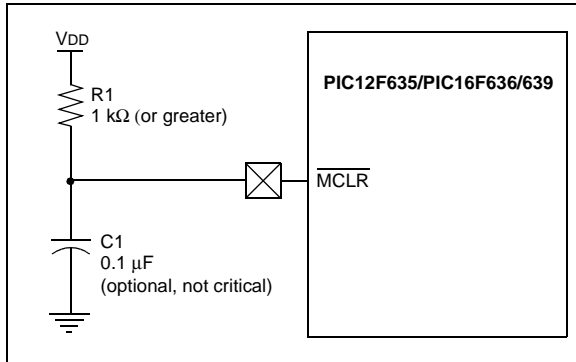 VDD
R1
1 kΩ (or greater)
PIC12F635/PIC16F636/639
MCLR
C1
0.1 μF
(optional, not critical)